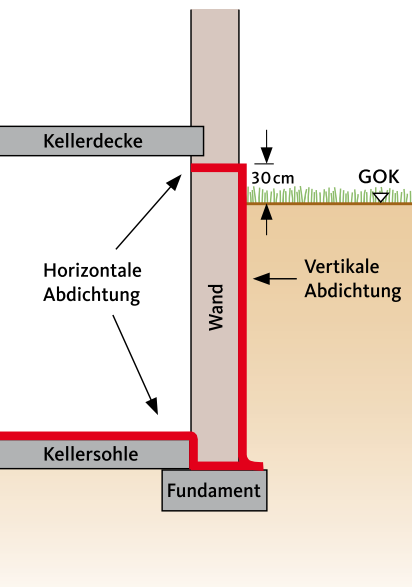 Kellerdecke
30 cm
GOK
Horizontale
Abdichtung
Vertikale
Abdichtung
Wand
Kellersohle
Fundament